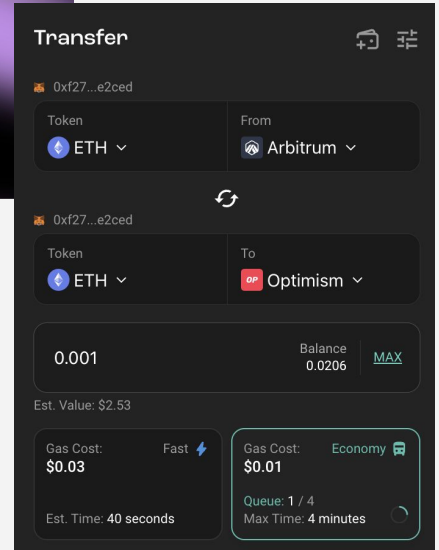 Transfer
0xf27...e2ced
Token
ETH
From
Arbitrum
0xf27...e2ced
Token
ETH
To
OP Optimism
0.001
Balance
0.0206
MAX
Est. Value: $2.53
Gas Cost: Fast
$0.03
Est. Time: 40 seconds
Gas Cost: Economy
$0.01
Queue: 1 / 4
Max Time: 4 minutes